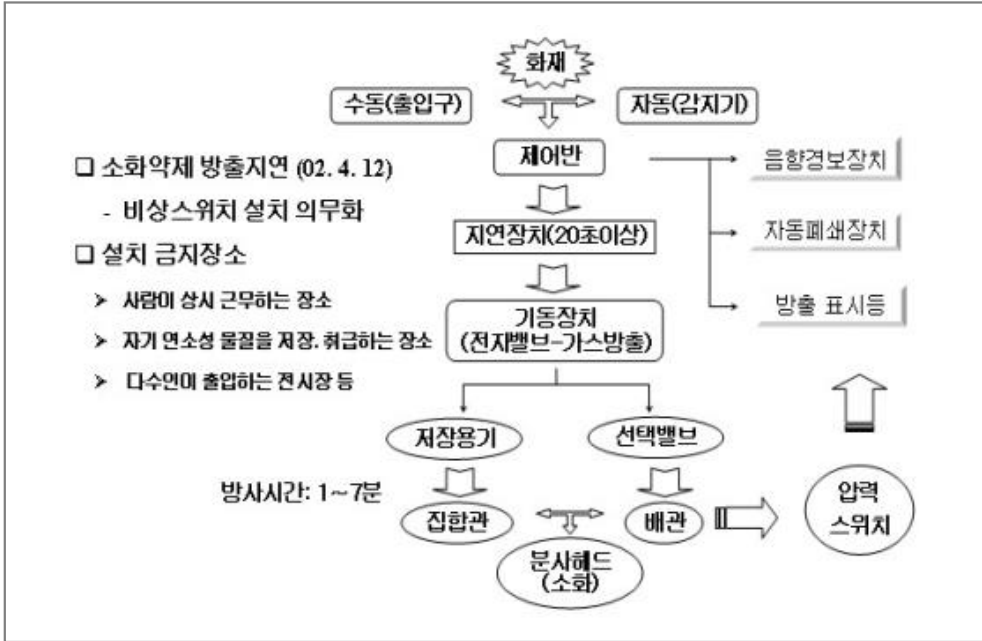 화재
수동(출입구)
자동(감지기)
제어반
음향경보장치
❑ 소화약제 방출지연 (02. 4. 12)
- 비상스위치 설치 의무화
지연장치(20초이상)
자동폐쇄장치
❑ 설치 금지장소
➢ 사람이 상시 근무하는 장소
➢ 자기 연소성 물질을 저장. 취급하는 장소
➢ 다수인이 출입하는 전시장 등
기동장치
(전자밸브-가스방출)
방출 표시등
저장용기
선택밸브
방사시간: 1~7분
집합관
배관
압력
스위치
분사헤드
(소화)